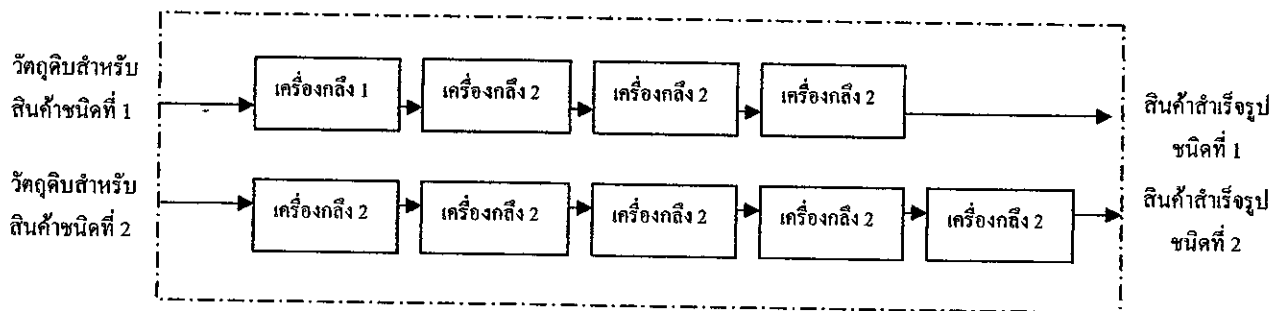 วัตถุดิบสำหรับ
สินค้าชนิดที่ 1
เครื่องกลึง 1
เครื่องกลึง 2
เครื่องกลึง 2
เครื่องกลึง 2
สินค้าสำเร็จรูป
ชนิดที่ 1
วัตถุดิบสำหรับ
สินค้าชนิดที่ 2
เครื่องกลึง 2
เครื่องกลึง 2
เครื่องกลึง 2
เครื่องกลึง 2
เครื่องกลึง 2
สินค้าสำเร็จรูป
ชนิดที่ 2